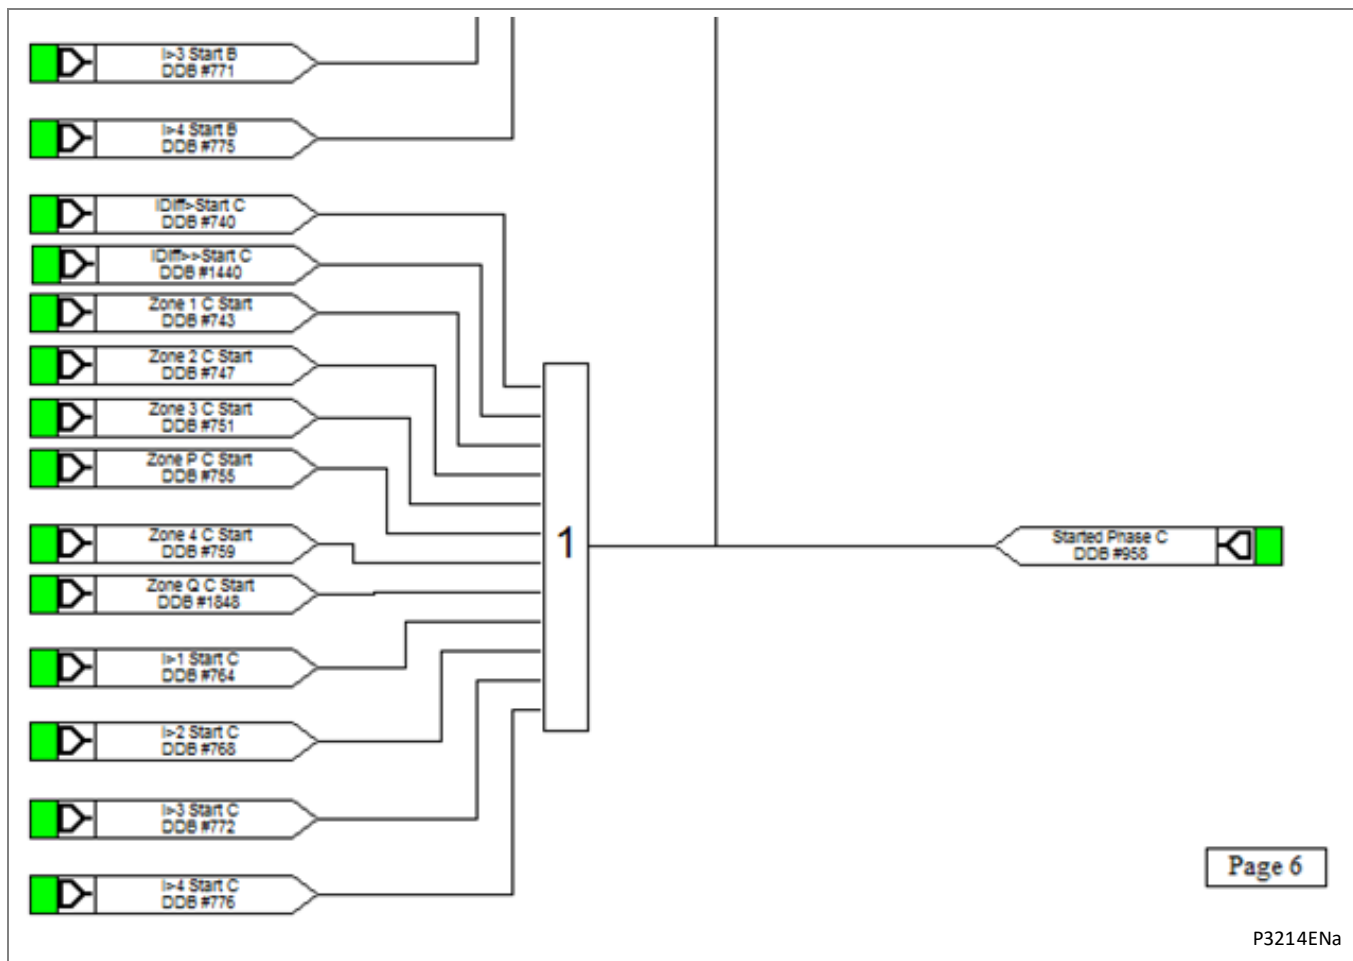 I>3 Start B
DDB #771
I>4 Start B
DDB #775
IDiff>Start C
DDB #740
IDiff>>Start C
DDB #1440
Zone 1 C Start
DDB #743
Zone 2 C Start
DDB #747
Zone 3 C Start
DDB #751
Zone P C Start
DDB #755
Zone 4 C Start
DDB #759
Zone Q C Start
DDB #1848
I>1 Start C
DDB #764
I>2 Start C
DDB #768
I>3 Start C
DDB #772
I>4 Start C
DDB #776
1
Started Phase C
DDB #958
Page 6
P3214ENa